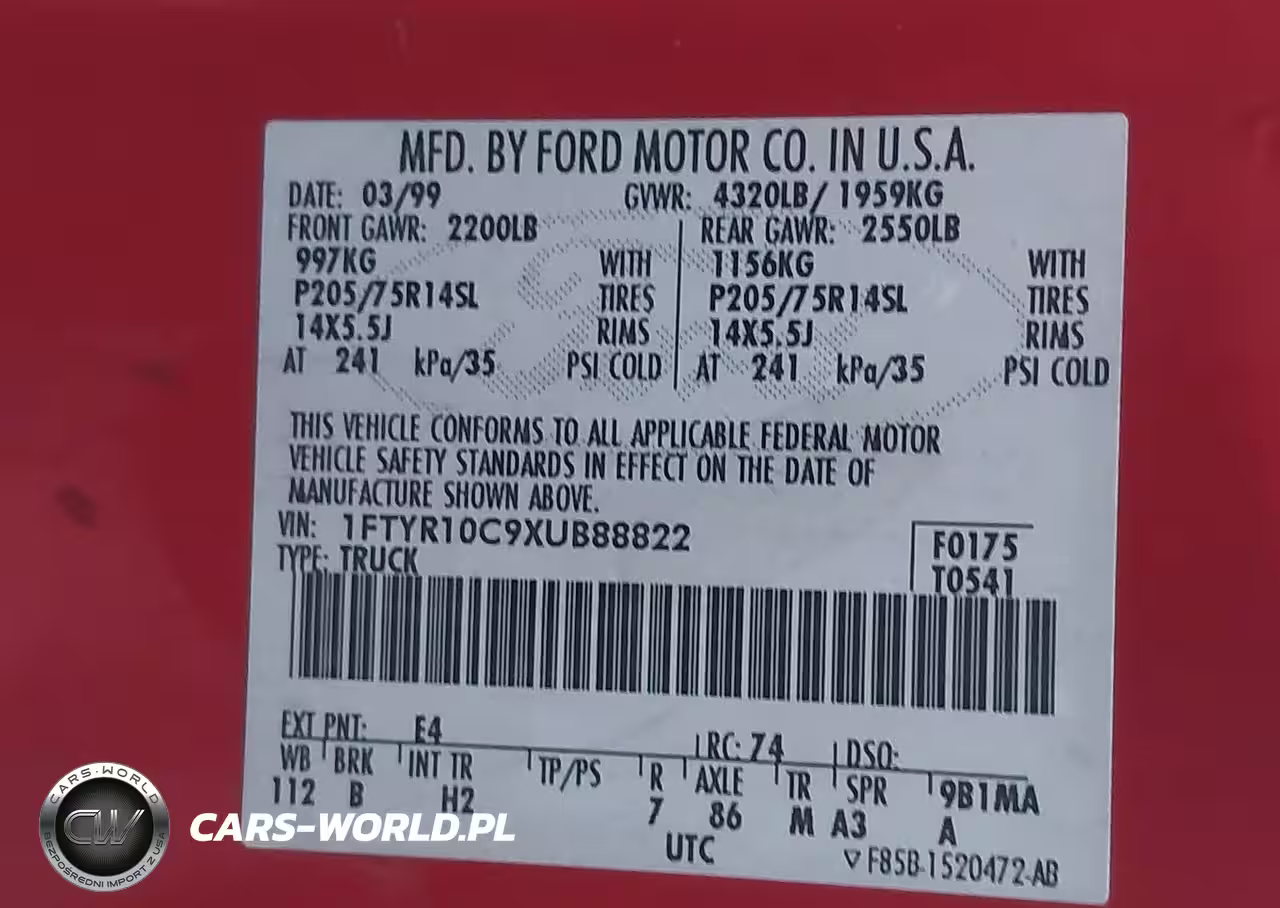 MFD. BY FORD MOTOR CO. IN U.S.A.
DATE: 03/99 GVWR: 4320LB/ 1959KG
FRONT GAWR: 2200LB REAR GAWR: 2550LB
997KG WITH 1156KG WITH
P205/75R14SL TIRES P205/75R14SL TIRES
14X5.5J RIMS 14X5.5J RIMS
AT 241 kPa/35 PSI COLD AT 241 kPa/35 PSI COLD
THIS VEHICLE CONFORMS TO ALL APPLICABLE FEDERAL MOTOR
VEHICLE SAFETY STANDARDS IN EFFECT ON THE DATE OF
MANUFACTURE SHOWN ABOVE.
VIN: 1FTYR10C9XUB88822
F0175
TYPE: TRUCK
T0541
EXT PNT: E4 RC: 74 DSO:
WB BRK INT TR TP/PS R AXLE TR SPR 9B1MA
112 B H2 7 86 M A3 A
UTC
▽ F85B-1520472-AB
CARS-WORLD
CW
BEZPOŚREDNI IMPORT Z USA
CARS-WORLD.PL